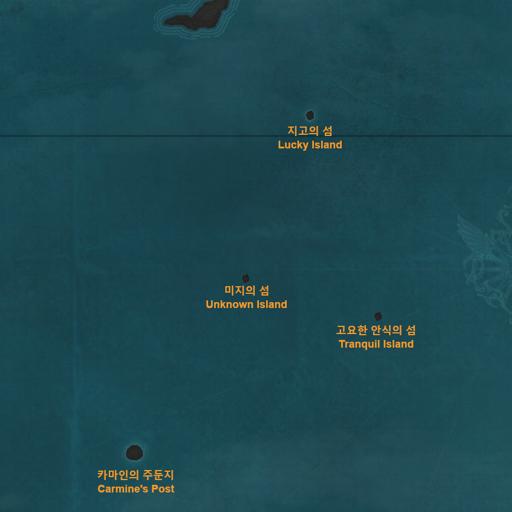 지고의 섬
Lucky Island
미지의 섬
Unknown Island
고요한 안식의 섬
Tranquil Island
카마인의 주둔지
Carmine's Post